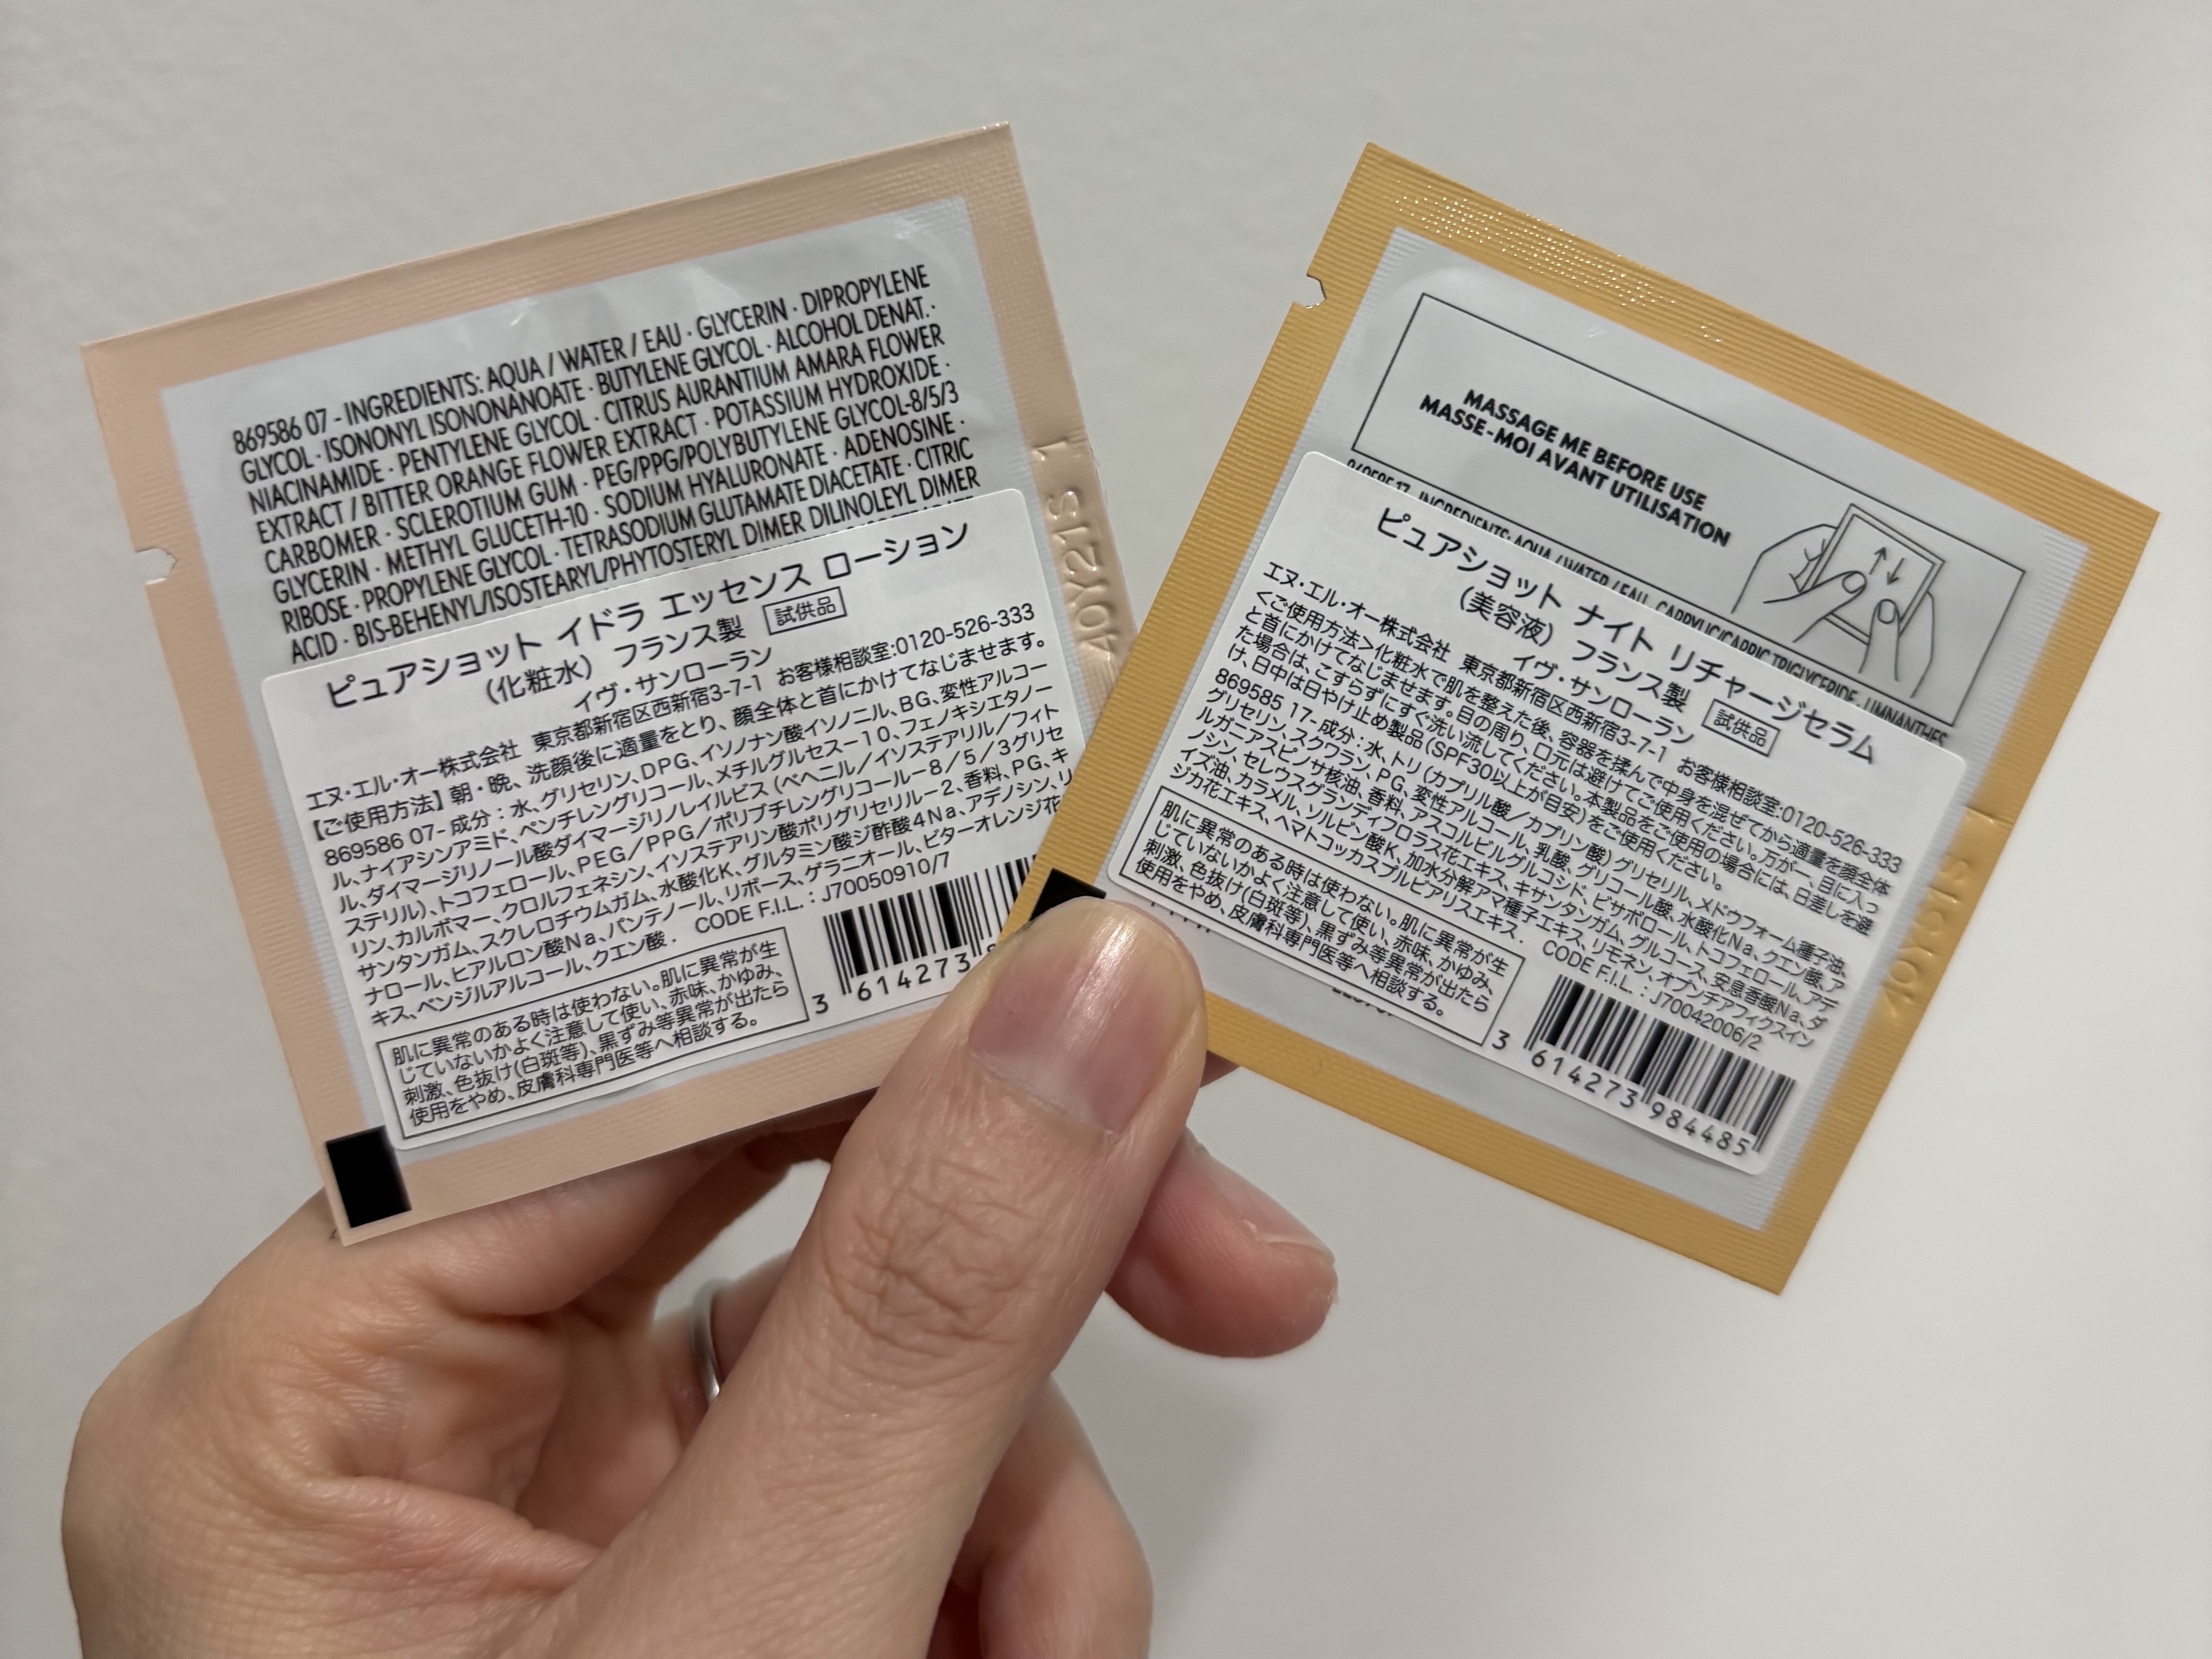 869586 07 - INGREDIENTS: AQUA / WATER / EAU · GLYCERIN · DIPROPYLENE
GLYCOL · ISONONYL ISONONANOATE · BUTYLENE GLYCOL · ALCOHOL DENAT. ·
NIACINAMIDE · PENTYLENE GLYCOL · CITRUS AURANTIUM AMARA FLOWER
EXTRACT / BITTER ORANGE FLOWER EXTRACT · POTASSIUM HYDROXIDE ·
CARBOMER · SCLEROTIUM GUM · PEG/PPG/POLYBUTYLENE GLYCOL-8/5/3
GLYCERIN · METHYL GLUCETH-10 · SODIUM HYALURONATE · ADENOSINE ·
RIBOSE · PROPYLENE GLYCOL · TETRASODIUM GLUTAMATE DIACETATE · CITRIC
ACID · BIS-BEHENYL/ISOSTEARYL/PHYTOSTERYL DIMER DILINOLEYL DIMER
ピュアショット イドラ エッセンス ローション
(化粧水) フランス製 試供品
イヴ・サンローラン
エヌ・エル・オー株式会社 東京都新宿区西新宿3-7-1 お客様相談室:0120-526-333
【ご使用方法】朝・晩、洗顔後に適量をとり、顔全体と首にかけてなじませます。
869586 07- 成分：水、グリセリン、DPG、イソノナン酸イソノニル、BG、変性アルコー
ル、ナイアシンアミド、ペンチレングリコール、メチルグルセス－１０、フェノキシエタノー
ル、ダイマージリノール酸ダイマージリノレイルビス（ベヘニル／イソステアリル／フィト
ステリル）、トコフェロール、PEG／PPG／ポリブチレングリコール－８／５／３グリセ
リン、カルボマー、クロルフェネシン、イソステアリン酸ポリグリセリル－２、香料、PG、キ
サンタンガム、スクレロチウムガム、水酸化K、グルタミン酸ジ酢酸４Na、アデノシン、リ
ナロール、ヒアルロン酸Na、パンテノール、リボース、ゲラニオール、ビターオレンジ花
キス、ベンジルアルコール、クエン酸． CODE F.I.L. : J70050910/7
肌に異常のある時は使わない。肌に異常が生
じていないかよく注意して使い、赤味、かゆみ、
刺激、色抜け(白斑等)、黒ずみ等異常が出たら
使用をやめ、皮膚科専門医等へ相談する。
3 614273
40Y21S 1
MASSAGE ME BEFORE USE
MASSE-MOI AVANT UTILISATION
INGREDIENTS: AQUA / WATER / EAU, CAPRYLIC/CAPRIC TRIGLYCERIDE, LIMNANTHES
ピュアショット ナイト リチャージセラム
(美容液) フランス製 試供品
イヴ・サンローラン
エヌ・エル・オー株式会社 東京都新宿区西新宿3-7-1 お客様相談室:0120-526-333
＜ご使用方法＞化粧水で肌を整えた後、容器を揉んで中身を混ぜてから適量を顔全体
と首にかけてなじませます。目の周り、口元は避けてご使用ください。万が一、目に入っ
た場合は、こすらずにすぐ洗い流してください。本製品をご使用の場合には、日差しを避
け、日中は日やけ止め製品(SPF30以上が目安)をご使用ください。
869585 17- 成分：水、トリ（カプリル酸／カプリン酸）グリセリル、メドウフォーム種子油、
グリセリン、スクワラン、PG、変性アルコール、乳酸、グリコール酸、水酸化Na、クエン酸、ア
ルガニアスピノサ核油、香料、アスコルビルグルコシド、ビサボロール、トコフェロール、アデ
ノシン、セレウスグランディフロラス花エキス、キサンタンガム、グルコース、安息香酸Na、ダ
イズ油、カラメル、ソルビン酸K、加水分解アマ種子エキス、リモネン、オプンチアフィクスイン
ジカ花エキス、ヘマトコッカスプルビアリスエキス． CODE F.I.L. : J70042006/2
肌に異常のある時は使わない。肌に異常が生
じていないかよく注意して使い、赤味、かゆみ、
刺激、色抜け(白斑等)、黒ずみ等異常が出たら
使用をやめ、皮膚科専門医等へ相談する。
3 614273 984485